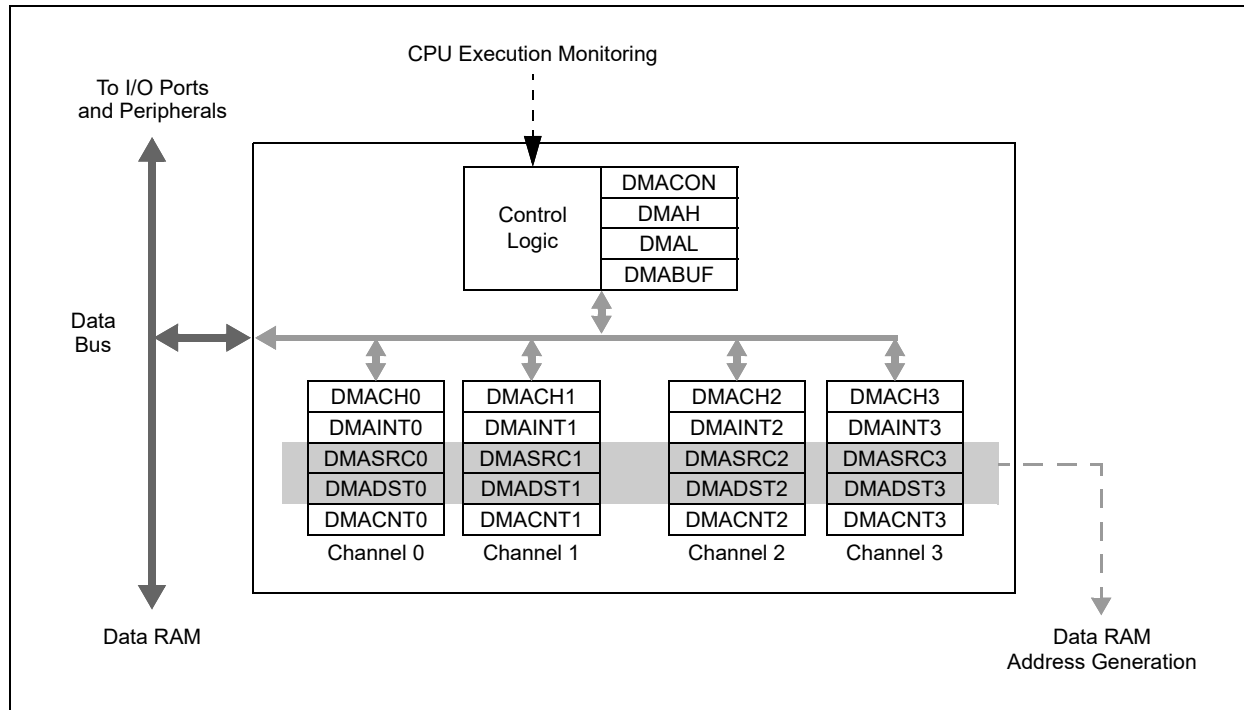 CPU Execution Monitoring
To I/O Ports
and Peripherals
Control
Logic
DMACON
DMAH
DMAL
DMABUF
Data
Bus
DMACH0
DMAINT0
DMASRC0
DMADST0
DMACNT0
Channel 0
DMACH1
DMAINT1
DMASRC1
DMADST1
DMACNT1
Channel 1
DMACH2
DMAINT2
DMASRC2
DMADST2
DMACNT2
Channel 2
DMACH3
DMAINT3
DMASRC3
DMADST3
DMACNT3
Channel 3
Data RAM
Data RAM
Address Generation